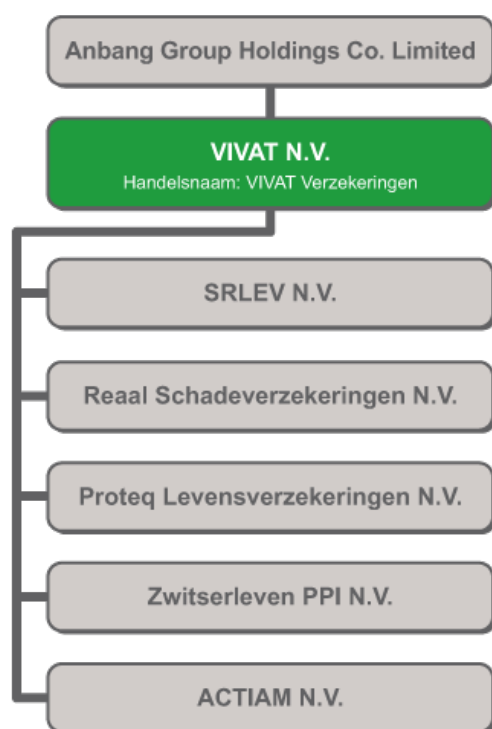 Anbang Group Holdings Co. Limited
VIVAT N.V.
Handelsnaam: VIVAT Verzekeringen
SRLEV N.V.
Reaal Schadeverzekeringen N.V.
Proteq Levensverzekeringen N.V.
Zwitserleven PPI N.V.
ACTIAM N.V.